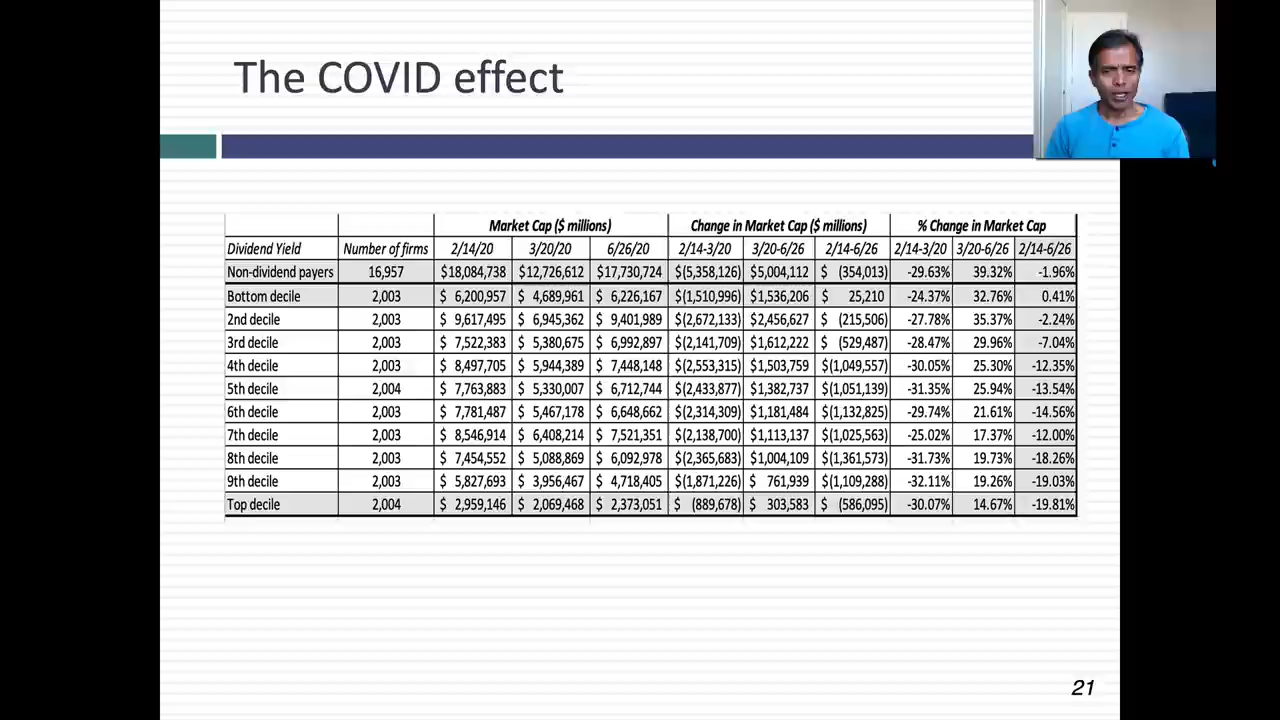 The COVID effect
Market Cap ($ millions) Change in Market Cap ($ millions) % Change in Market Cap
Dividend Yield Number of firms 2/14/20 3/20/20 6/26/20 2/14-3/20 3/20-6/26 2/14-6/26 2/14-3/20 3/20-6/26 2/14-6/26
Non-dividend payers 16,957 $18,084,738 $12,726,612 $17,730,724 $(5,358,126) $5,004,112 $ (354,013) -29.63% 39.32% -1.96%
Bottom decile 2,003 $ 6,200,957 $ 4,689,961 $ 6,226,167 $(1,510,996) $1,536,206 $ 25,210 -24.37% 32.76% 0.41%
2nd decile 2,003 $ 9,617,495 $ 6,945,362 $ 9,401,989 $(2,672,133) $2,456,627 $ (215,506) -27.78% 35.37% -2.24%
3rd decile 2,003 $ 7,522,383 $ 5,380,675 $ 6,992,897 $(2,141,709) $1,612,222 $ (529,487) -28.47% 29.96% -7.04%
4th decile 2,003 $ 8,497,705 $ 5,944,389 $ 7,448,148 $(2,553,315) $1,503,759 $(1,049,557) -30.05% 25.30% -12.35%
5th decile 2,004 $ 7,763,883 $ 5,330,007 $ 6,712,744 $(2,433,877) $1,382,737 $(1,051,139) -31.35% 25.94% -13.54%
6th decile 2,003 $ 7,781,487 $ 5,467,178 $ 6,648,662 $(2,314,309) $1,181,484 $(1,132,825) -29.74% 21.61% -14.56%
7th decile 2,003 $ 8,546,914 $ 6,408,214 $ 7,521,351 $(2,138,700) $1,113,137 $(1,025,563) -25.02% 17.37% -12.00%
8th decile 2,003 $ 7,454,552 $ 5,088,869 $ 6,092,978 $(2,365,683) $1,004,109 $(1,361,573) -31.73% 19.73% -18.26%
9th decile 2,003 $ 5,827,693 $ 3,956,467 $ 4,718,405 $(1,871,226) $ 761,939 $(1,109,288) -32.11% 19.26% -19.03%
Top decile 2,004 $ 2,959,146 $ 2,069,468 $ 2,373,051 $ (889,678) $ 303,583 $ (586,095) -30.07% 14.67% -19.81%
21